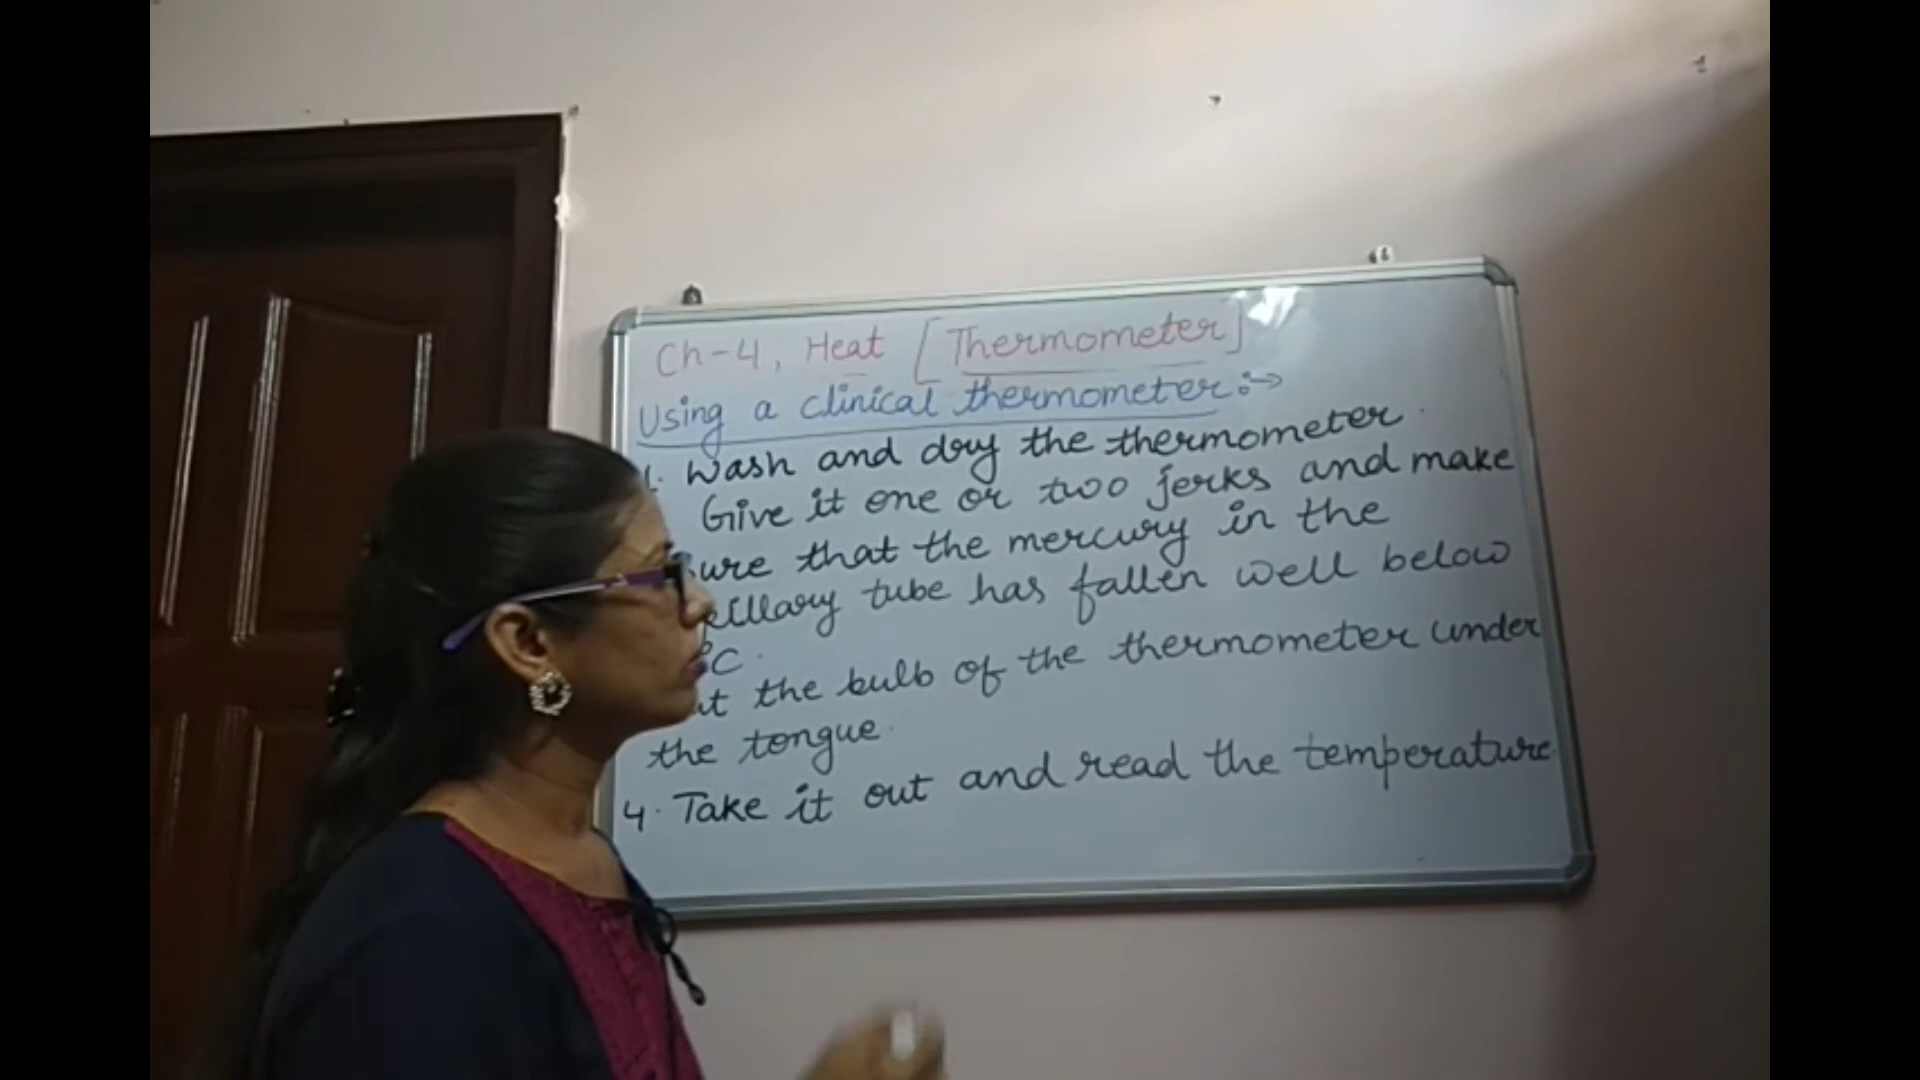 Ch-4, Heat [Thermometer]
Using a clinical thermometer:→
1. Wash and dry the thermometer.
Give it one or two jerks and make
ure that the mercury in the
tube has fallen well below
°C.
the bulb of the thermometer under
the tongue.
4. Take it out and read the temperature